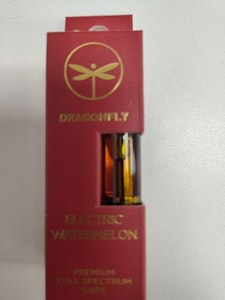 DRAGONFLY
ELECTRIC
WATERMELON
PREMIUM
FULL SPECTRUM
VAPE